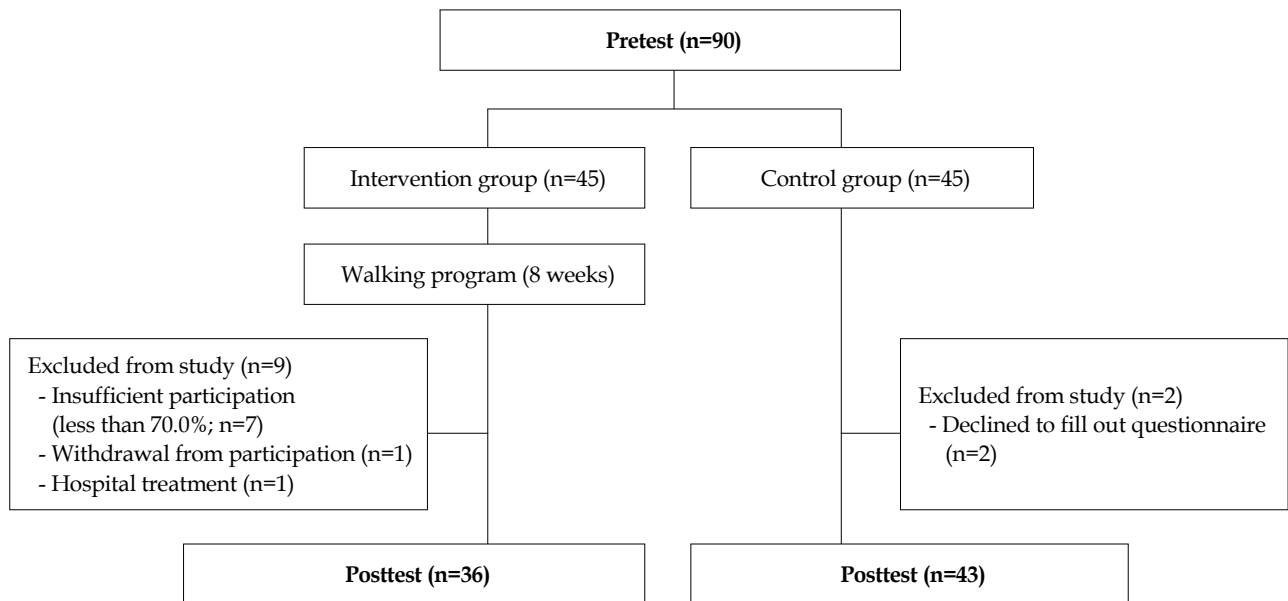 Pretest (n=90)
Intervention group (n=45)
Control group (n=45)
Walking program (8 weeks)
Excluded from study (n=9)
- Insufficient participation
(less than 70.0%; n=7)
- Withdrawal from participation (n=1)
- Hospital treatment (n=1)
Excluded from study (n=2)
- Declined to fill out questionnaire
(n=2)
Posttest (n=36)
Posttest (n=43)